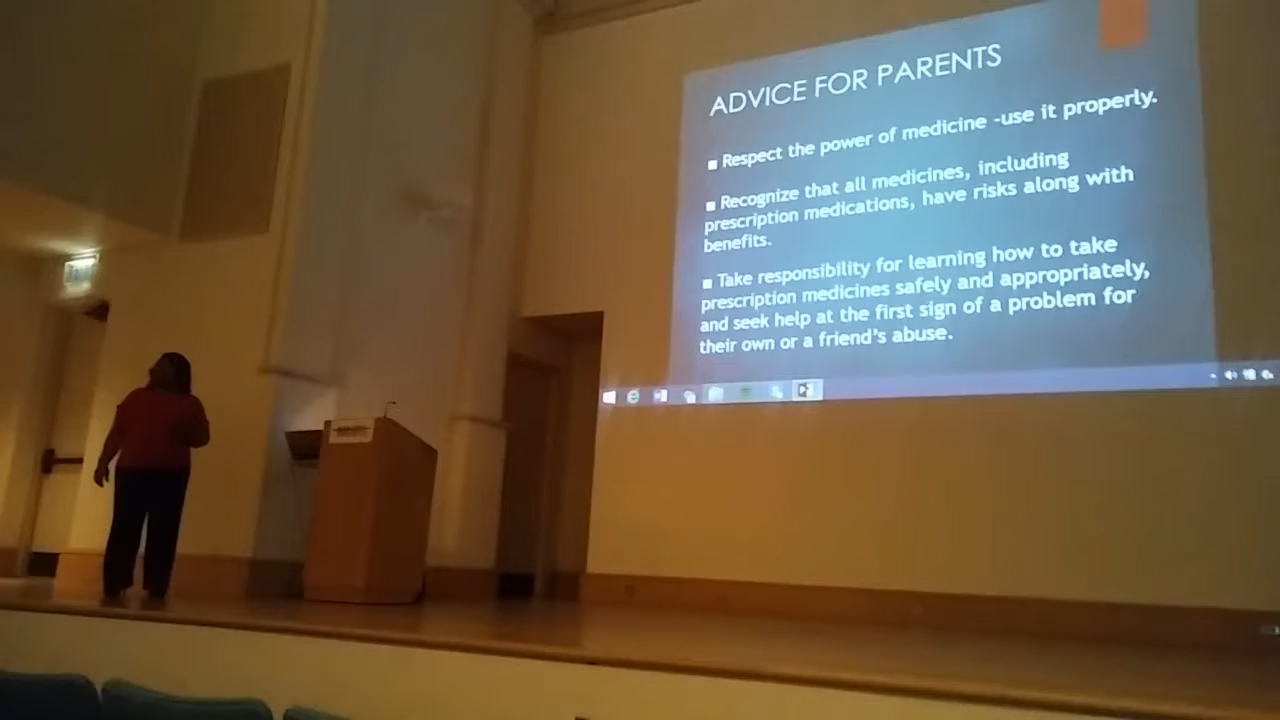 ADVICE FOR PARENTS
■ Respect the power of medicine -use it properly.
■ Recognize that all medicines, including
prescription medications, have risks along with
benefits.
■ Take responsibility for learning how to take
prescription medicines safely and appropriately,
and seek help at the first sign of a problem for
their own or a friend's abuse.